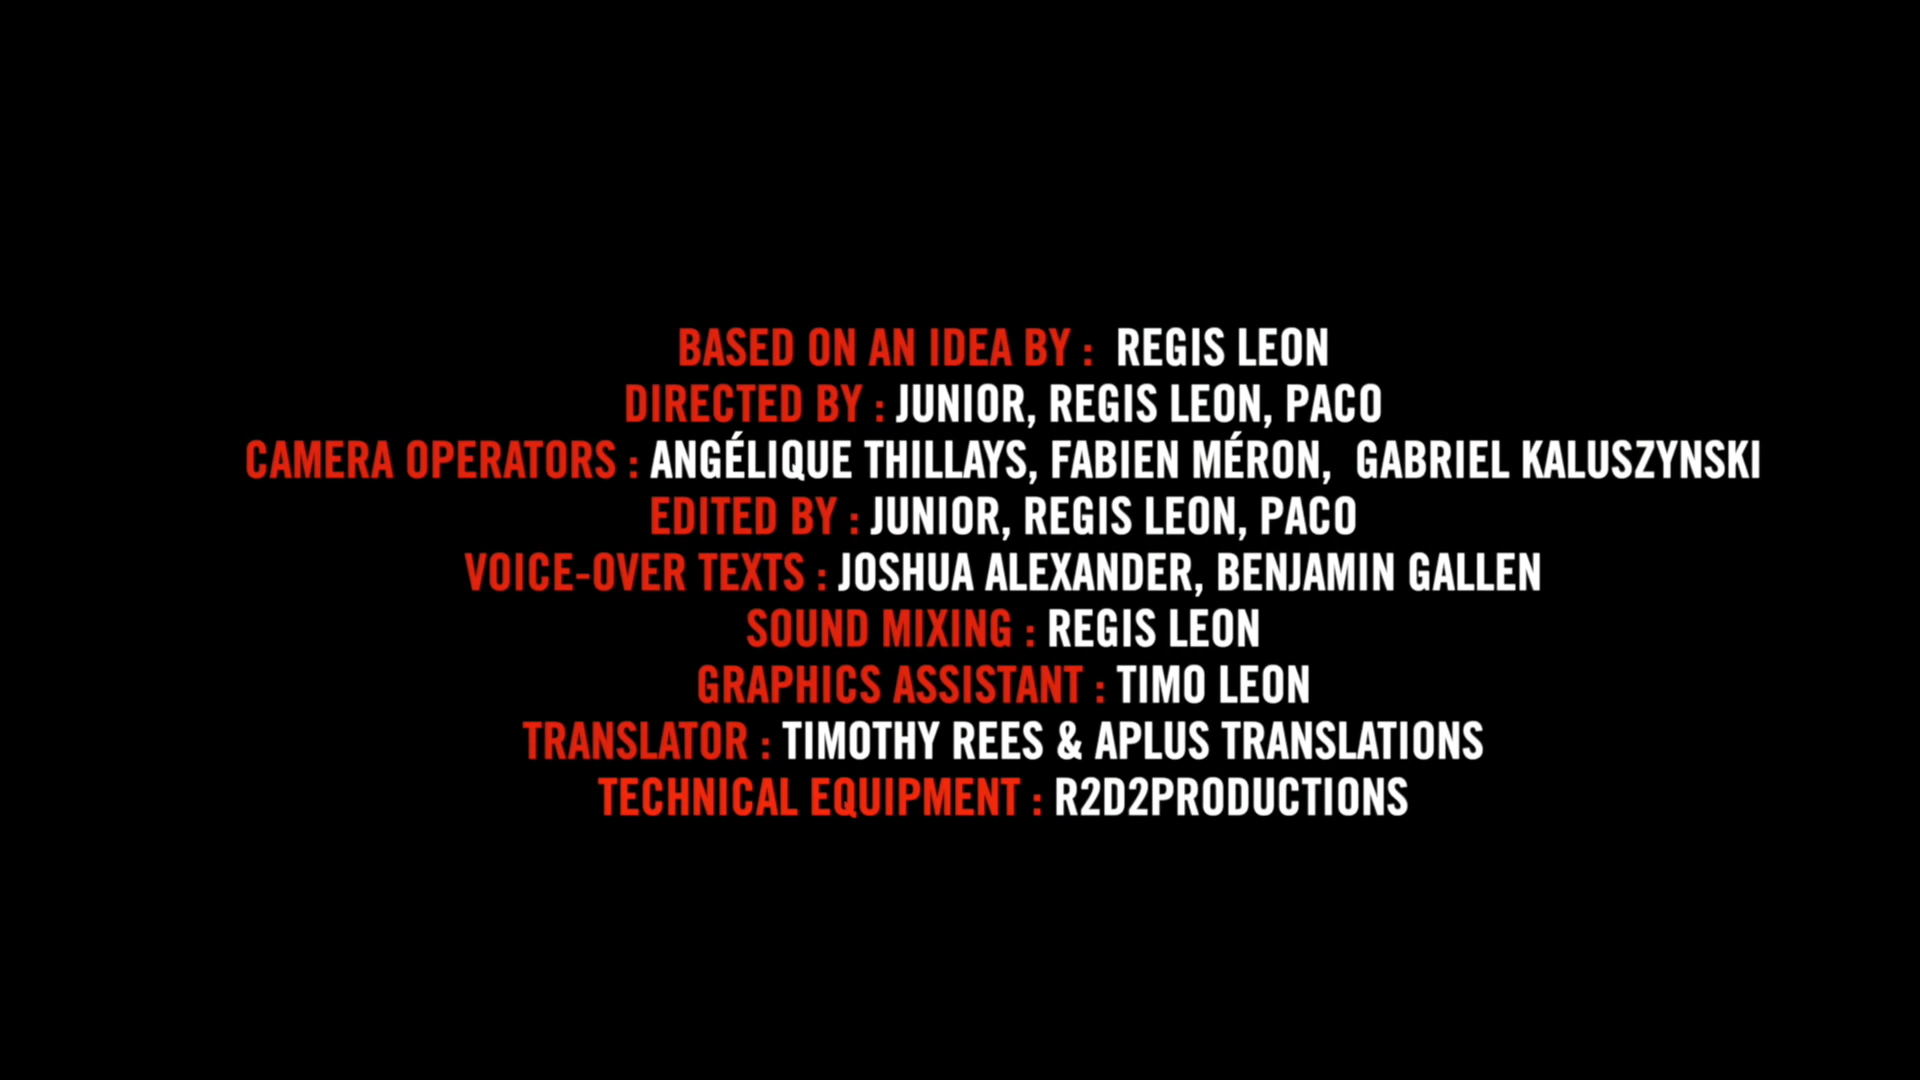 BASED ON AN IDEA BY :  REGIS LEON
DIRECTED BY : JUNIOR, REGIS LEON, PACO
CAMERA OPERATORS : ANGÉLIQUE THILLAYS, FABIEN MÉRON,  GABRIEL KALUSZYNSKI
EDITED BY : JUNIOR, REGIS LEON, PACO
VOICE-OVER TEXTS : JOSHUA ALEXANDER, BENJAMIN GALLEN
SOUND MIXING : REGIS LEON
GRAPHICS ASSISTANT : TIMO LEON
TRANSLATOR : TIMOTHY REES & APLUS TRANSLATIONS
TECHNICAL EQUIPMENT : R2D2PRODUCTIONS